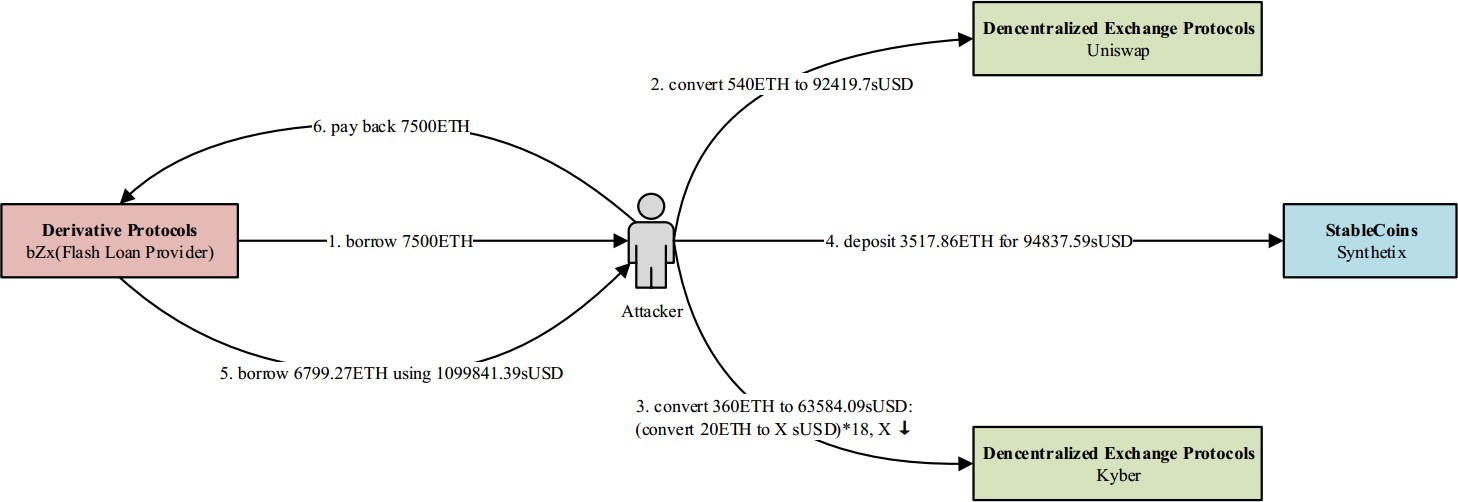 Dencentralized Exchange Protocols
Uniswap
2. convert 540ETH to 92419.7sUSD
6. pay back 7500ETH
Derivative Protocols
bZx(Flash Loan Provider)
1. borrow 7500ETH
4. deposit 3517.86ETH for 94837.59sUSD
StableCoins
Synthetix
Attacker
5. borrow 6799.27ETH using 1099841.39sUSD
3. convert 360ETH to 63584.09sUSD:
(convert 20ETH to X sUSD)*18, X ↓
Dencentralized Exchange Protocols
Kyber